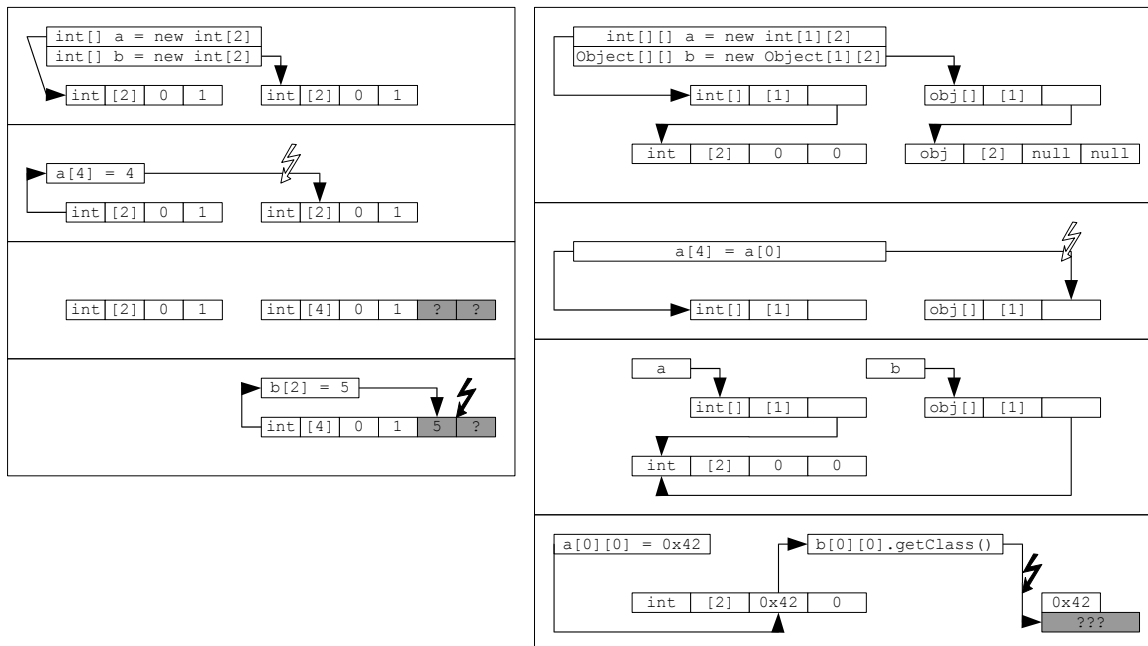 int[] a = new int[2]
int[] b = new int[2]
int [2] 0 1 int [2] 0 1
a[4] = 4
int [2] 0 1 int [2] 0 1
int [2] 0 1 int [4] 0 1 ? ?
b[2] = 5
int [4] 0 1 5 ?
int[][] a = new int[1][2]
Object[][] b = new Object[1][2]
int[] [1] obj[] [1]
int [2] 0 0 obj [2] null null
a[4] = a[0]
int[] [1] obj[] [1]
a b
int[] [1] obj[] [1]
int [2] 0 0
a[0][0] = 0x42 b[0][0].getClass()
int [2] 0x42 0 0x42
???